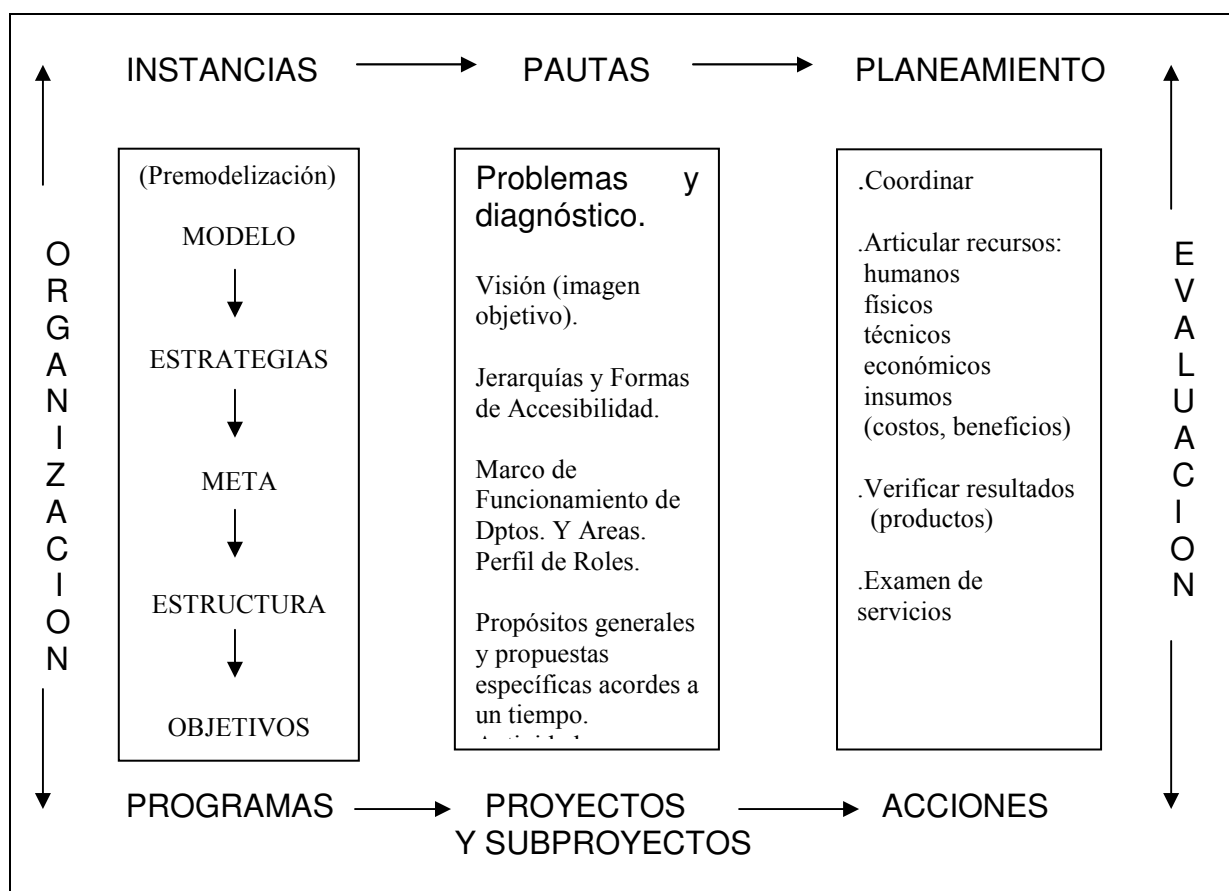 INSTANCIAS PAUTAS PLANEAMIENTO
ORGANIZACION
(Premodelización)
MODELO
ESTRATEGIAS
META
ESTRUCTURA
OBJETIVOS
Problemas y
diagnóstico.
Visión (imagen
objetivo).
Jerarquías y Formas
de Accesibilidad.
Marco de
Funcionamiento de
Dptos. Y Areas.
Perfil de Roles.
Propósitos generales
y propuestas
específicas acordes a
un tiempo.
.Coordinar
.Articular recursos:
humanos
físicos
técnicos
económicos
insumos
(costos, beneficios)
.Verificar resultados
(productos)
.Examen de
servicios
EVALUACION
PROGRAMAS PROYECTOS ACCIONES
Y SUBPROYECTOS